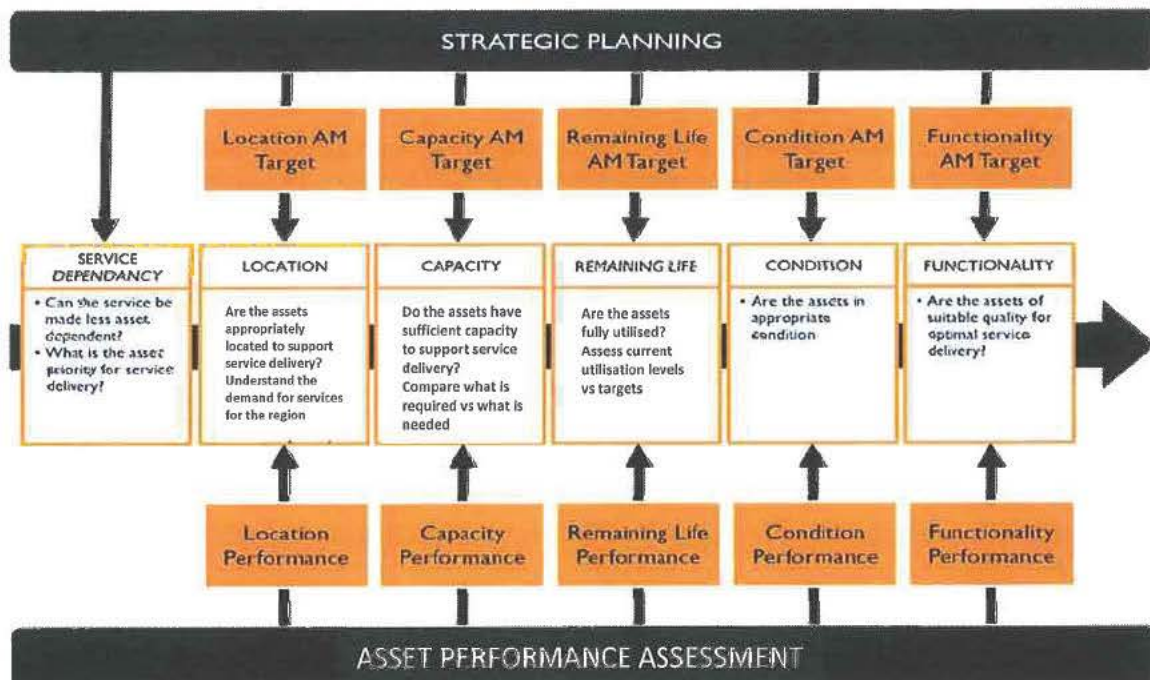 STRATEGIC PLANNING
Location AM
Target
Capacity AM
Target
Remaining Life
AM Target
Condition AM
Target
Functionality
AM Target
SERVICE
DEPENDANCY
• Can the service be
made less asset
dependent?
• What is the asset
priority for service
delivery?
LOCATION
Are the assets
appropriately
located to support
service delivery?
Understand the
demand for services
for the region
CAPACITY
Do the assets have
sufficient capacity
to support service
delivery?
Compare what is
required vs what is
needed
REMAINING LIFE
Are the assets
fully utilised?
Assess current
utilisation levels
vs targets
CONDITION
• Are the assets in
appropriate
condition
FUNCTIONALITY
• Are the assets of
suitable quality for
optimal service
delivery?
Location
Performance
Capacity
Performance
Remaining Life
Performance
Condition
Performance
Functionality
Performance
ASSET PERFORMANCE ASSESSMENT